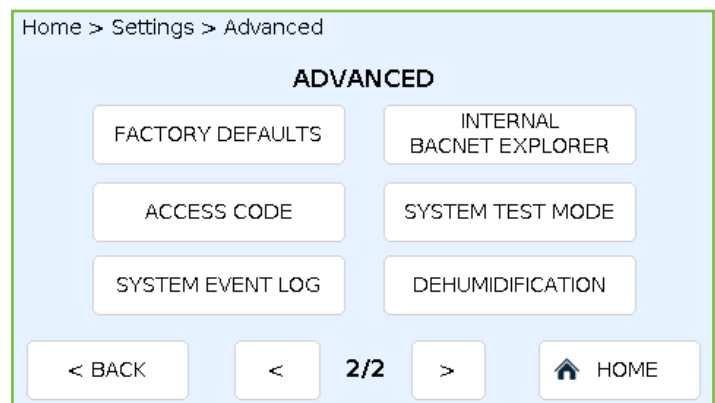 Home > Settings > Advanced
ADVANCED
FACTORY DEFAULTS
INTERNAL
BACNET EXPLORER
ACCESS CODE
SYSTEM TEST MODE
SYSTEM EVENT LOG
DEHUMIDIFICATION
< BACK
<
2/2
>
HOME